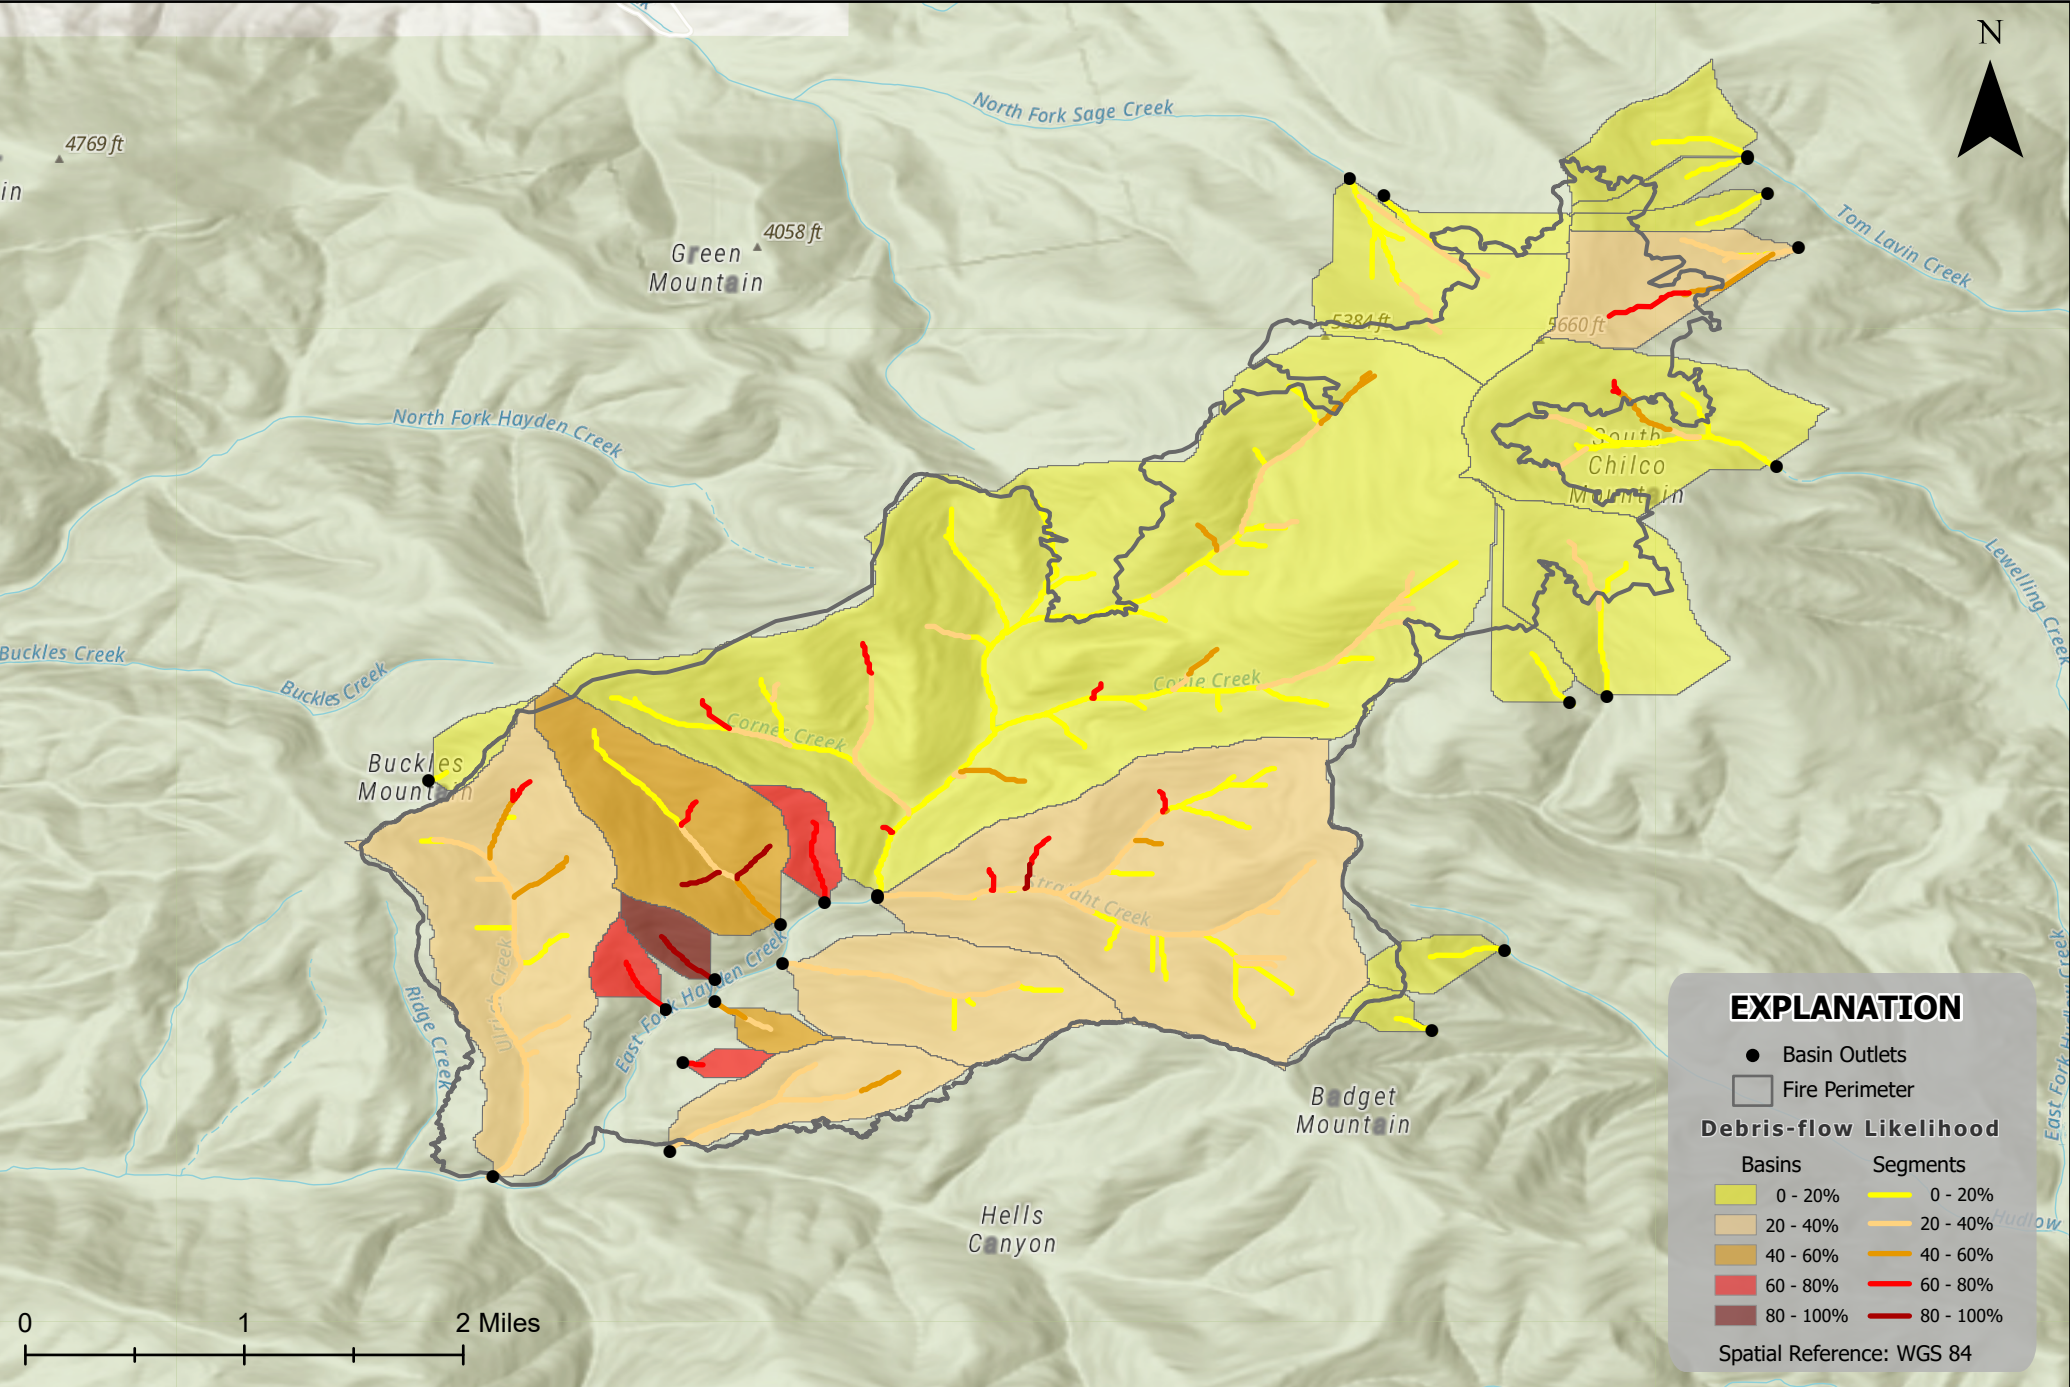 N
North Fork Sage Creek
4769 ft
in
4058 ft
Green
Mountain
Tom Lavin Creek
5384 ft
5660 ft
North Fork Hayden Creek
South
Chilco
Mountain
Lewelling Creek
Buckles Creek
Buckles Creek
Corner Creek
Buckles
Mountain
Straight Creek
East Fork Hayden Creek
Ridge Creek
Badget
Mountain
Hells
Canyon
EXPLANATION
Basin Outlets
Fire Perimeter
Debris-flow Likelihood
Basins Segments
0 - 20% 0 - 20%
20 - 40% 20 - 40%
40 - 60% 40 - 60%
60 - 80% 60 - 80%
80 - 100% 80 - 100%
Spatial Reference: WGS 84
Hudlow
0 1 2 Miles